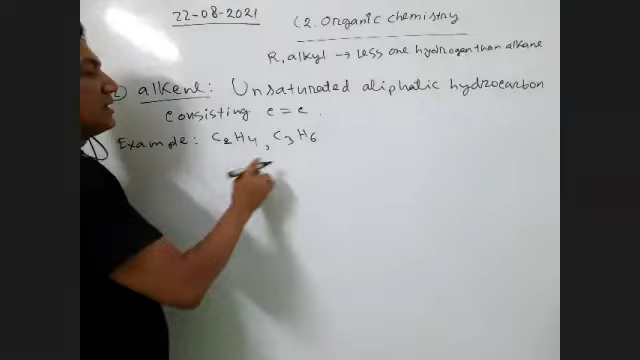 22-08-2021
C2. Organic chemistry
R, alkyl → Less one hydrogen than alkane
2) alkene: Unsaturated aliphatic hydrocarbon
consisting c=c.
Example: C2H4, C3H6